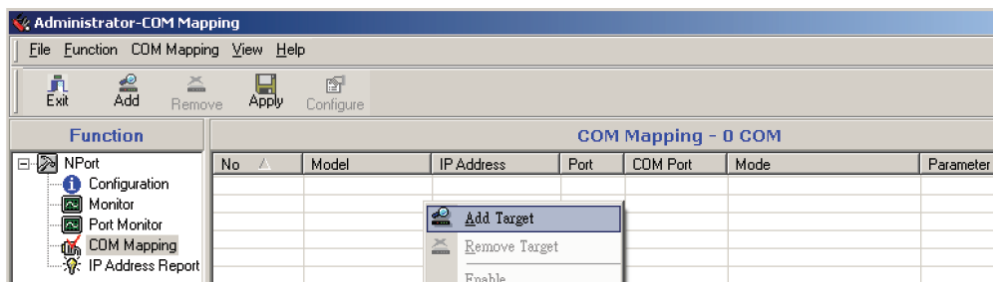 Administrator-COM Mapping
File Function COM Mapping View Help
Exit Add Remove Apply Configure
Function
COM Mapping - 0 COM
NPort
Configuration
Monitor
Port Monitor
COM Mapping
IP Address Report
No Model IP Address Port COM Port Mode Parameter
Add Target
Remove Target
Enable